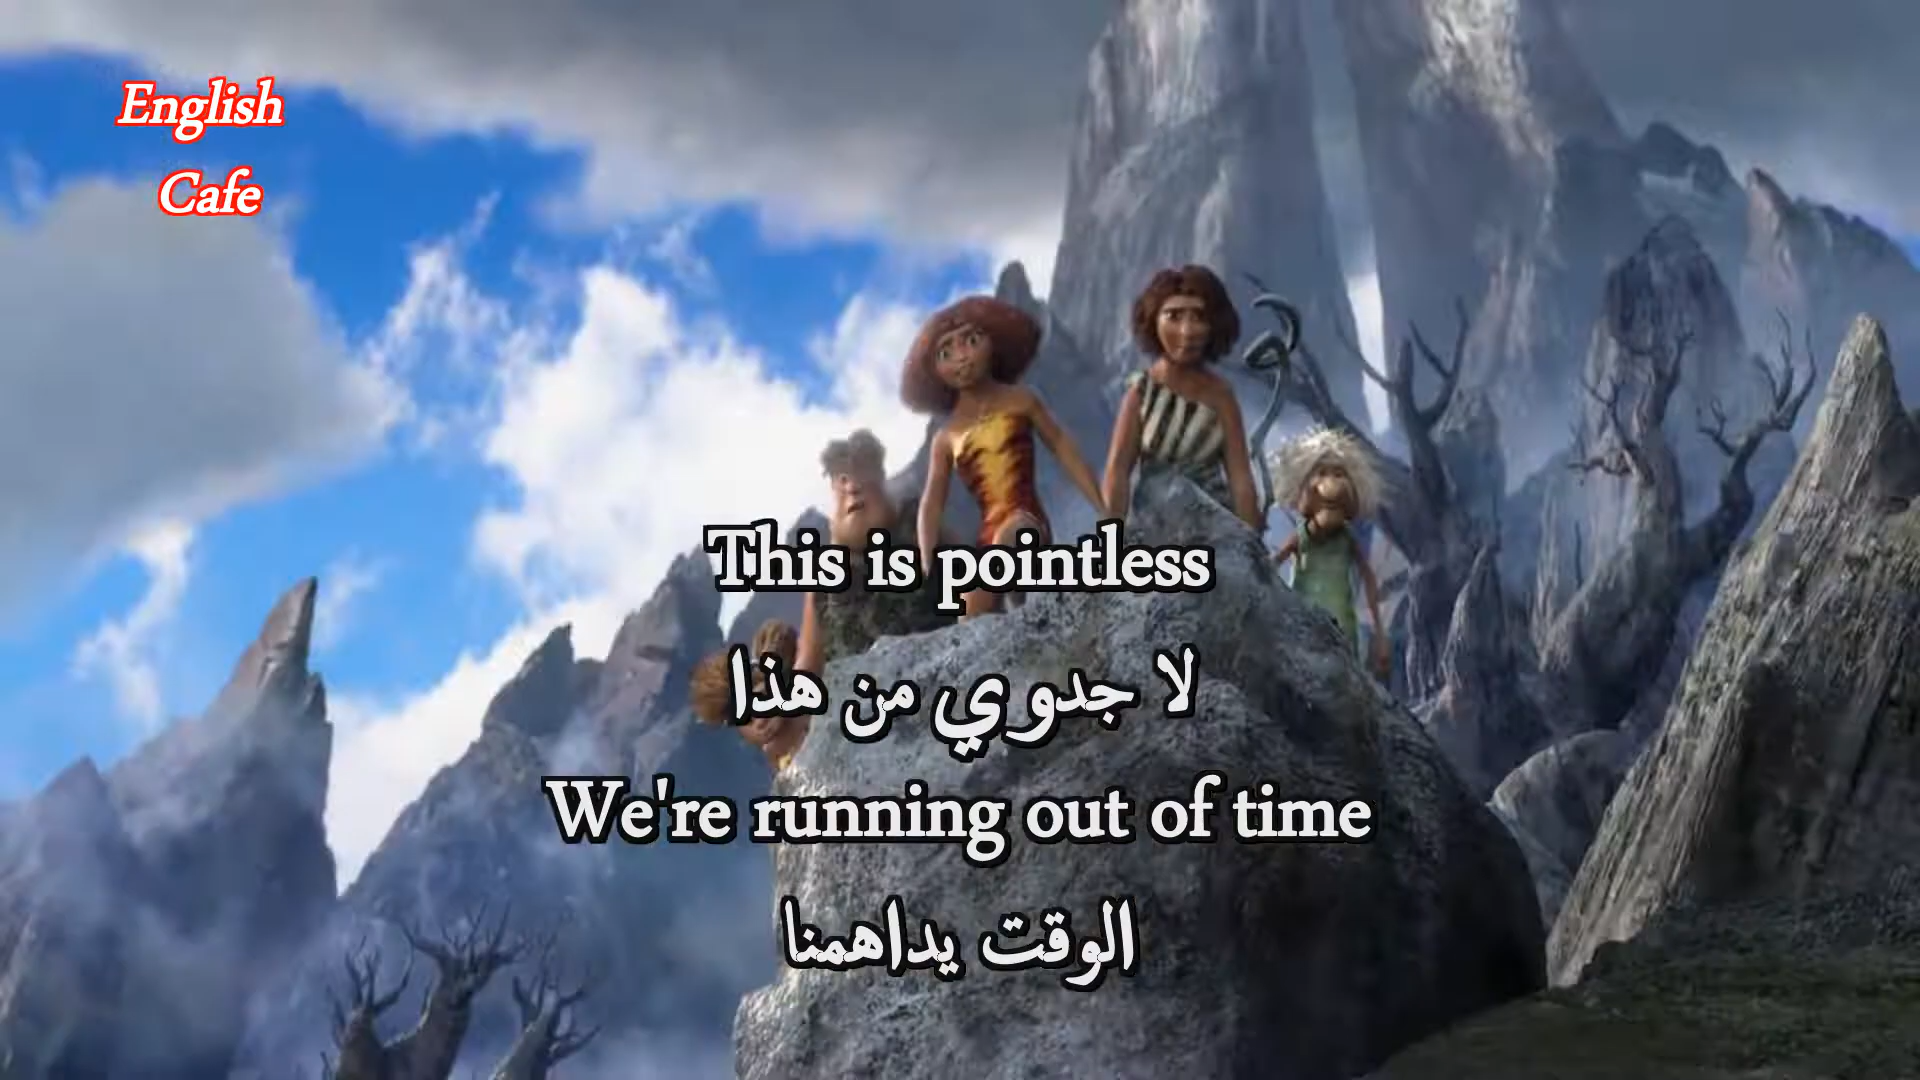 English
Cafe
This is pointless
لا جدوي من هذا
We're running out of time
الوقت يداهمنا